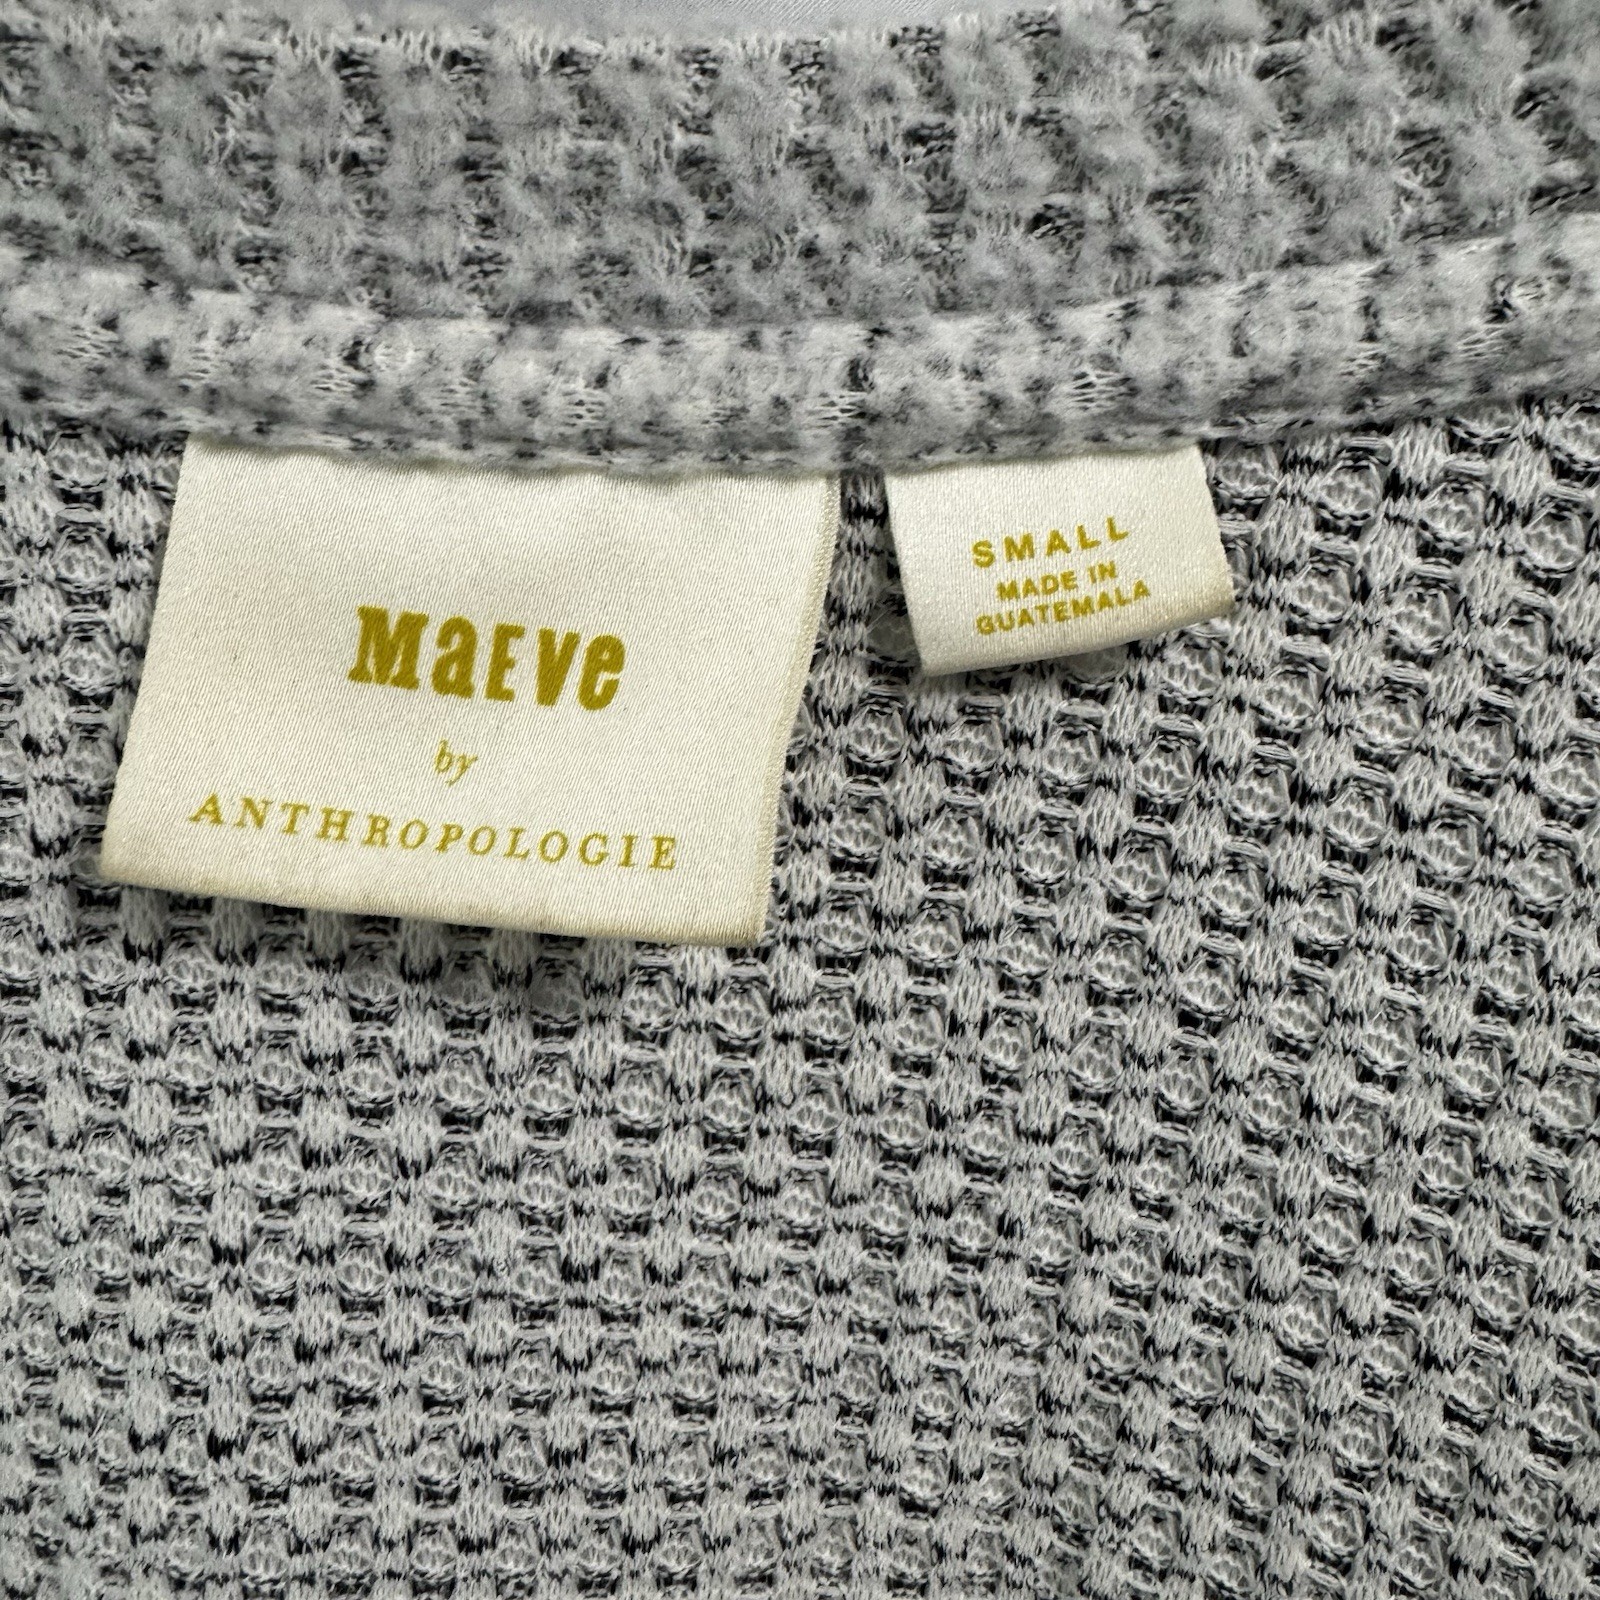 MaEve
by
ANTHROPOLOGIE
SMALL
MADE IN
GUATEMALA